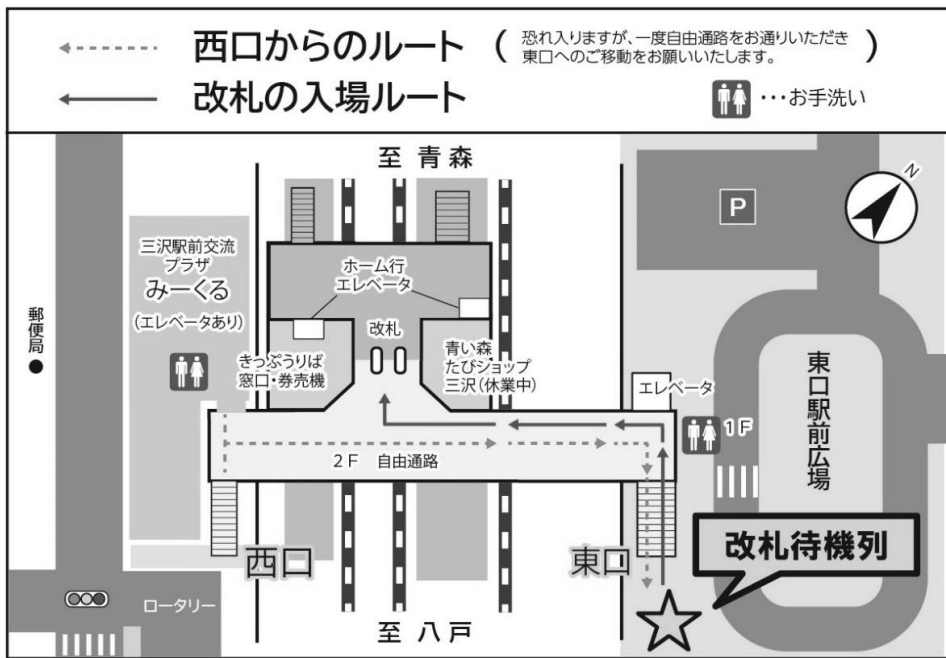 西口からのルート
( 恐れ入りますが、一度自由通路をお通りいただき
東口へのご移動をお願いいたします。 )
改札の入場ルート
･･･お手洗い
至 青森
N
P
三沢駅前交流
プラザ
みーくる
(エレベータあり)
郵便局
ホーム行
エレベータ
改札
きっぷうりば
窓口・券売機
青い森
たびショップ
三沢(休業中)
エレベータ
1F
東口駅前広場
2F 自由通路
西口
東口
改札待機列
ロータリー
至 八戸